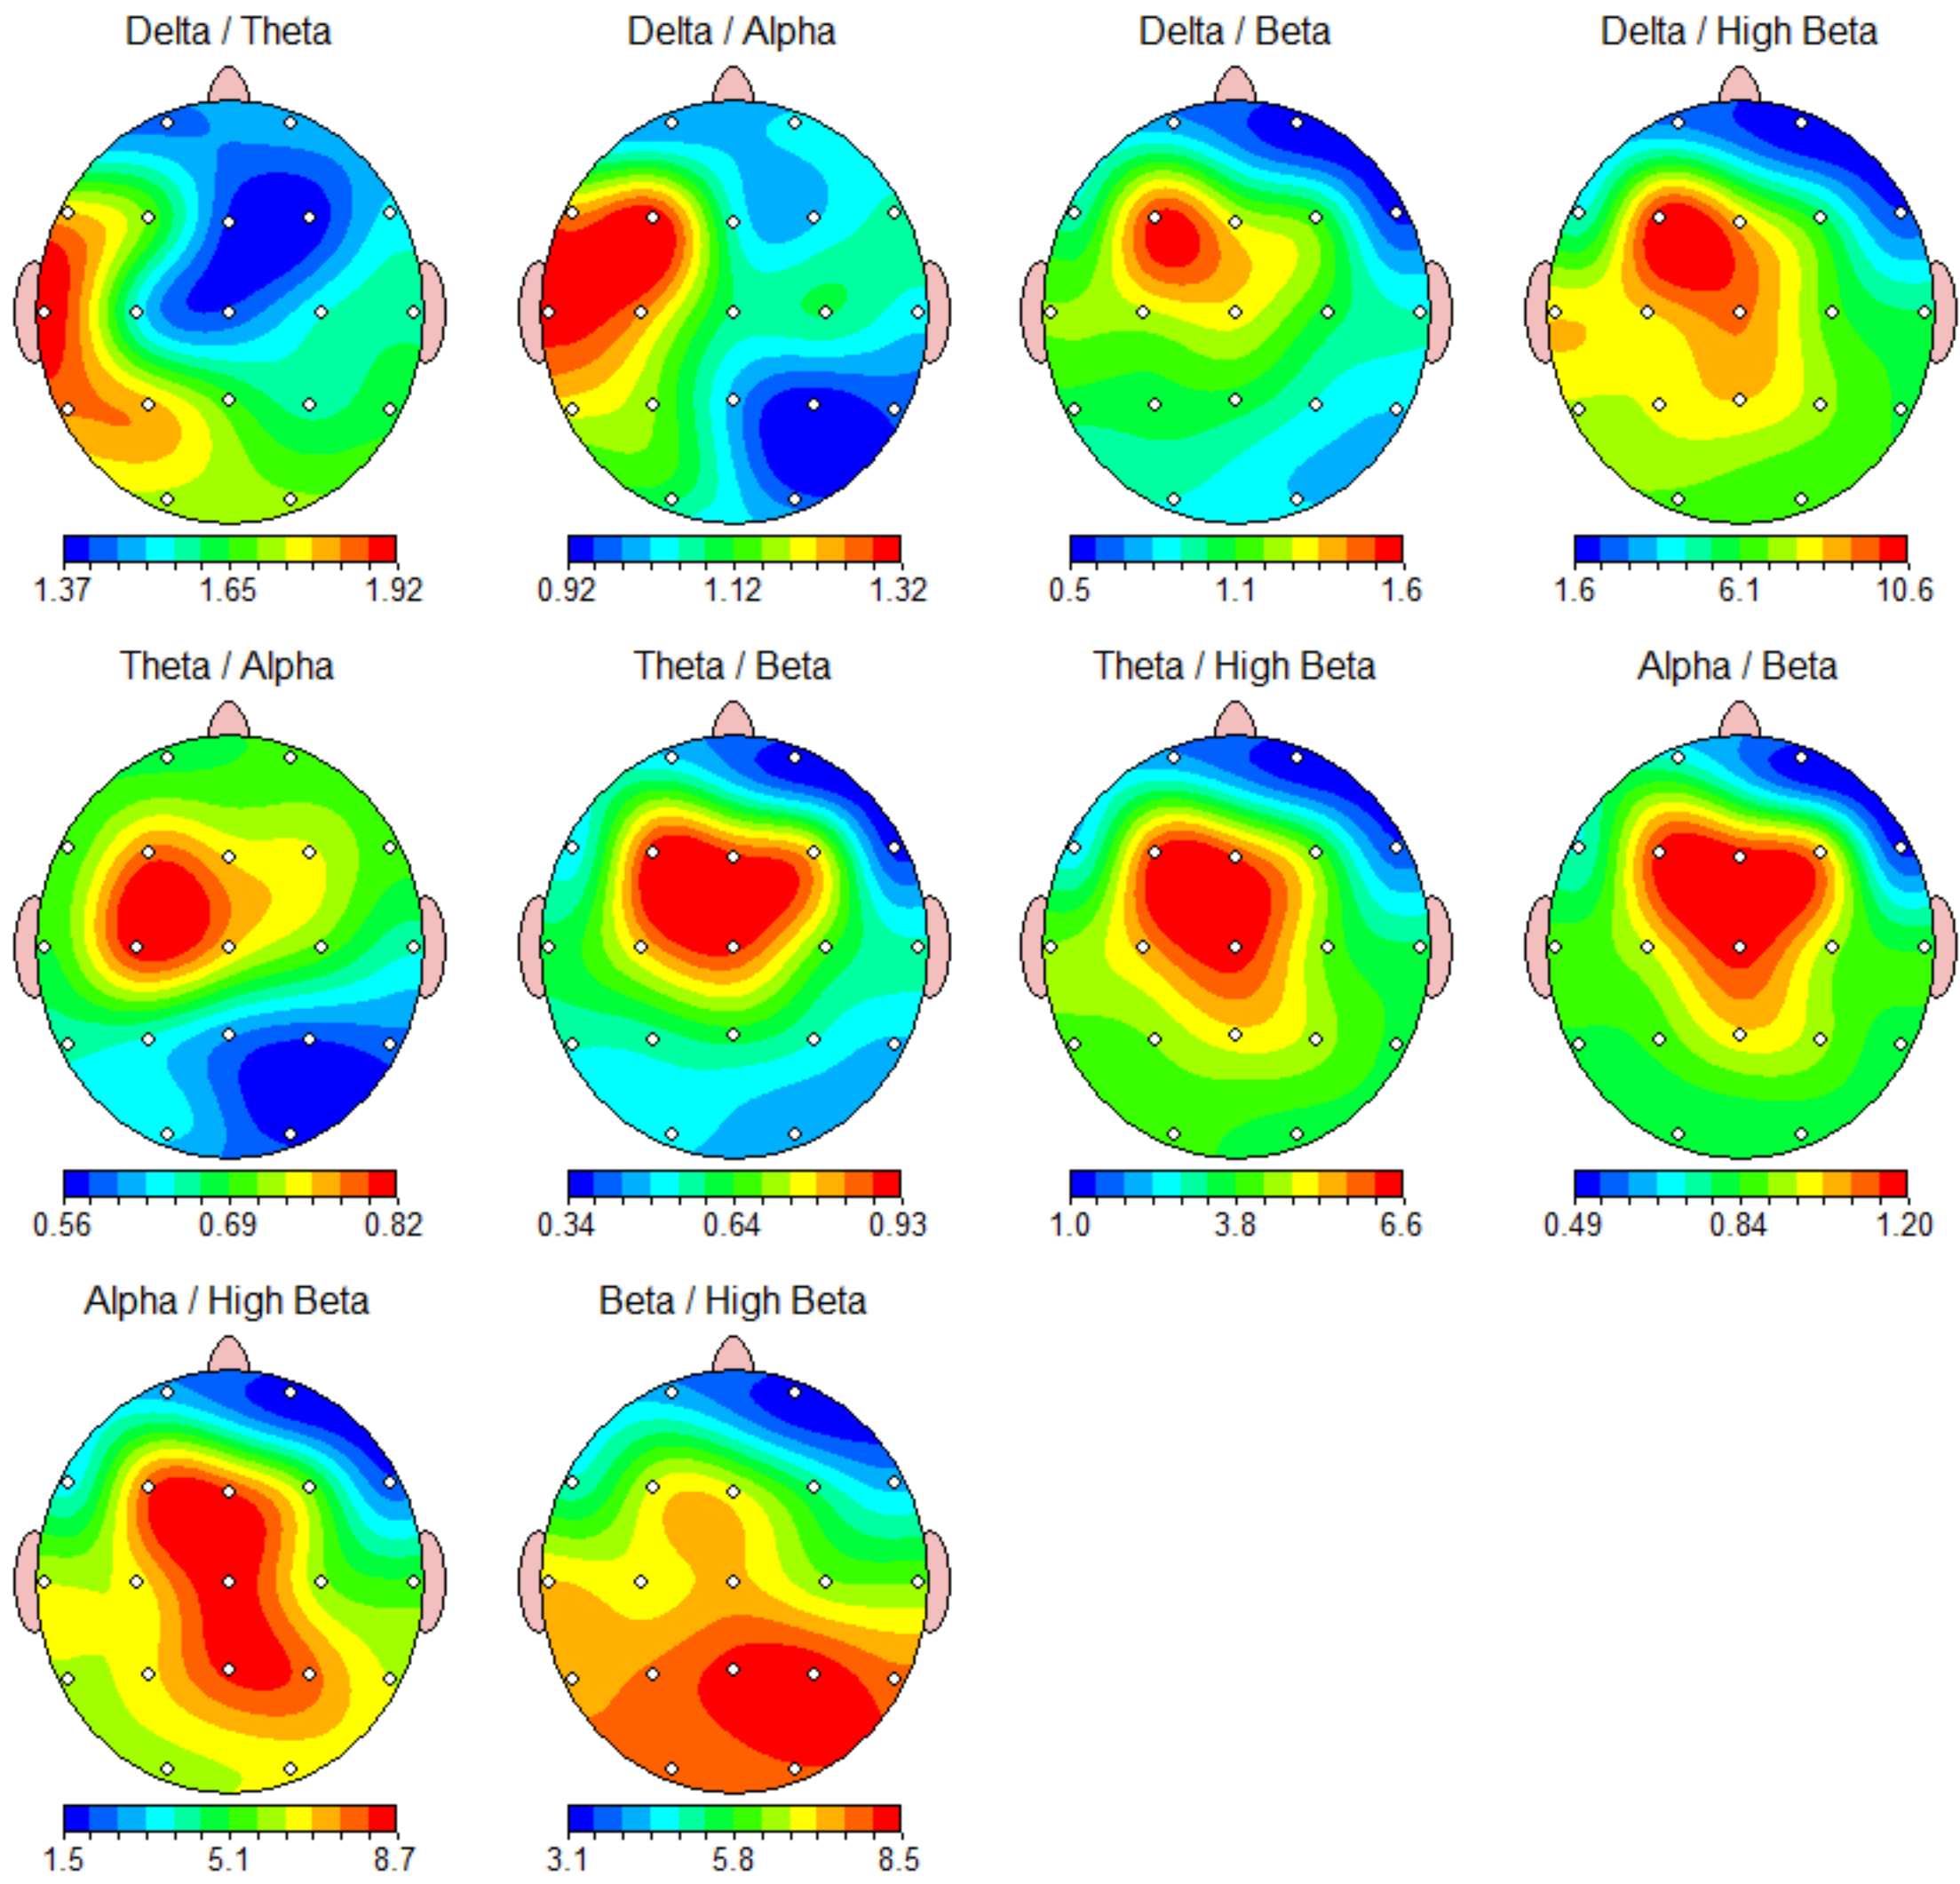 Delta / Theta
Delta / Alpha
Delta / Beta
Delta / High Beta
1.37 1.65 1.92
0.92 1.12 1.32
0.5 1.1 1.6
1.6 6.1 10.6
Theta / Alpha
Theta / Beta
Theta / High Beta
Alpha / Beta
0.56 0.69 0.82
0.34 0.64 0.93
1.0 3.8 6.6
0.49 0.84 1.20
Alpha / High Beta
Beta / High Beta
1.5 5.1 8.7
3.1 5.8 8.5